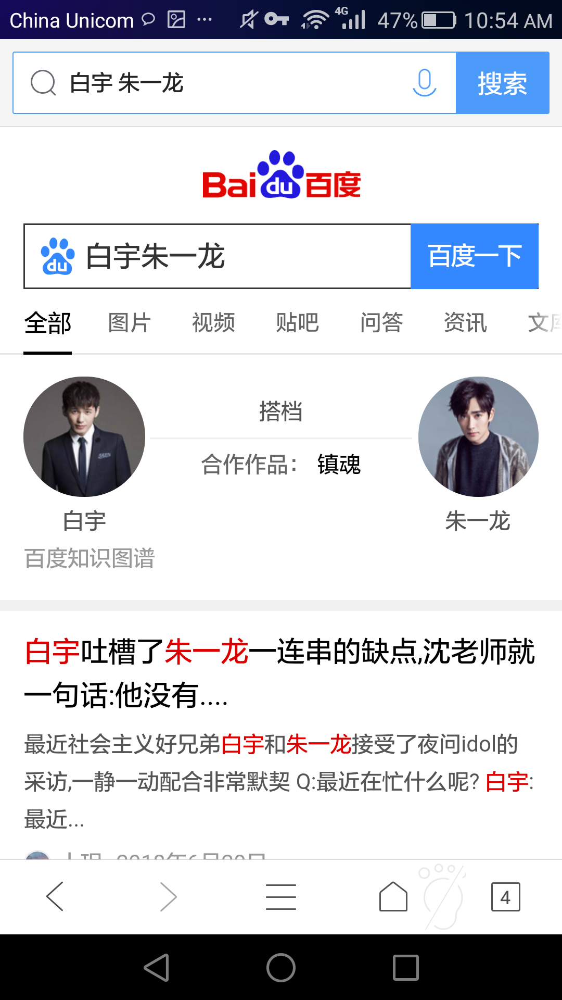 China Unicom ... 4G 47% 10:54 AM
白宇 朱一龙 搜索
Bai du 百度
du 白宇朱一龙 百度一下
全部 图片 视频 贴吧 问答 资讯
搭档
合作作品： 镇魂
白宇 朱一龙
百度知识图谱
白宇吐槽了朱一龙一连串的缺点,沈老师就
一句话:他没有....
最近社会主义好兄弟白宇和朱一龙接受了夜问idol的
采访,一静一动配合非常默契 Q:最近在忙什么呢? 白宇:
最近...
4